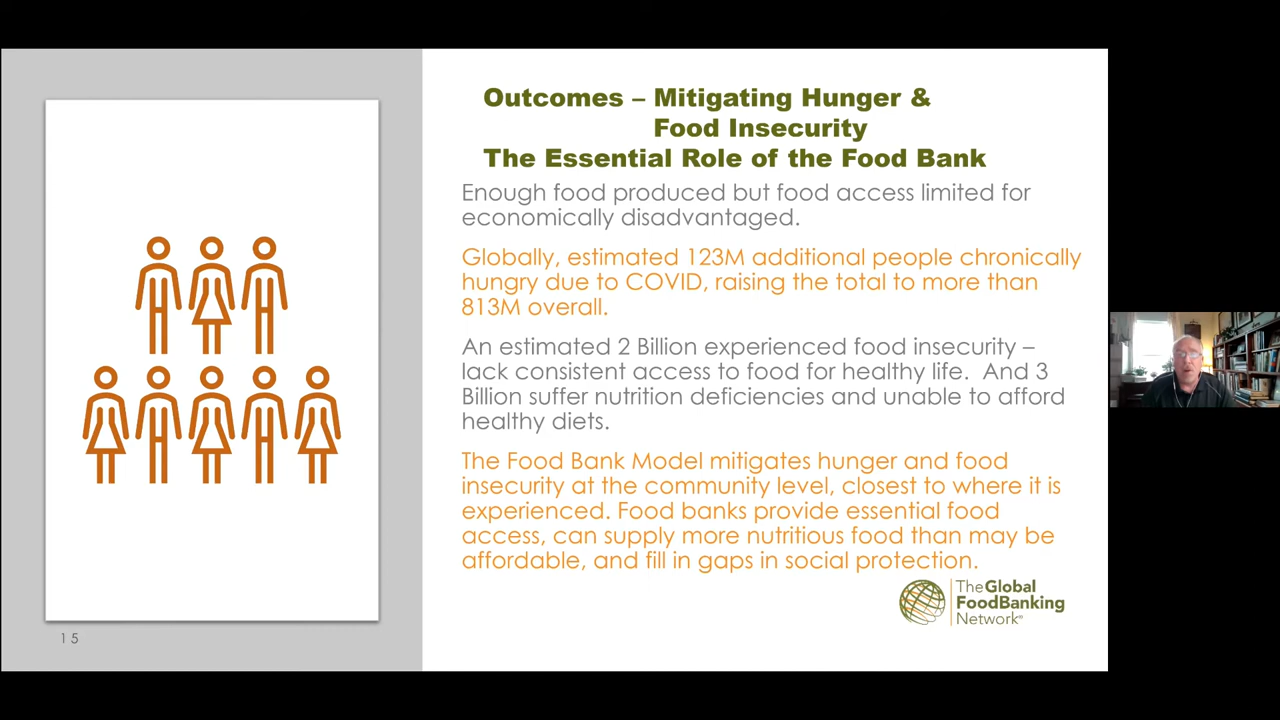 Outcomes – Mitigating Hunger &
Food Insecurity
The Essential Role of the Food Bank
Enough food produced but food access limited for
economically disadvantaged.
Globally, estimated 123M additional people chronically
hungry due to COVID, raising the total to more than
813M overall.
An estimated 2 Billion experienced food insecurity –
lack consistent access to food for healthy life.  And 3
Billion suffer nutrition deficiencies and unable to afford
healthy diets.
The Food Bank Model mitigates hunger and food
insecurity at the community level, closest to where it is
experienced. Food banks provide essential food
access, can supply more nutritious food than may be
affordable, and fill in gaps in social protection.
The Global
FoodBanking
Network
15